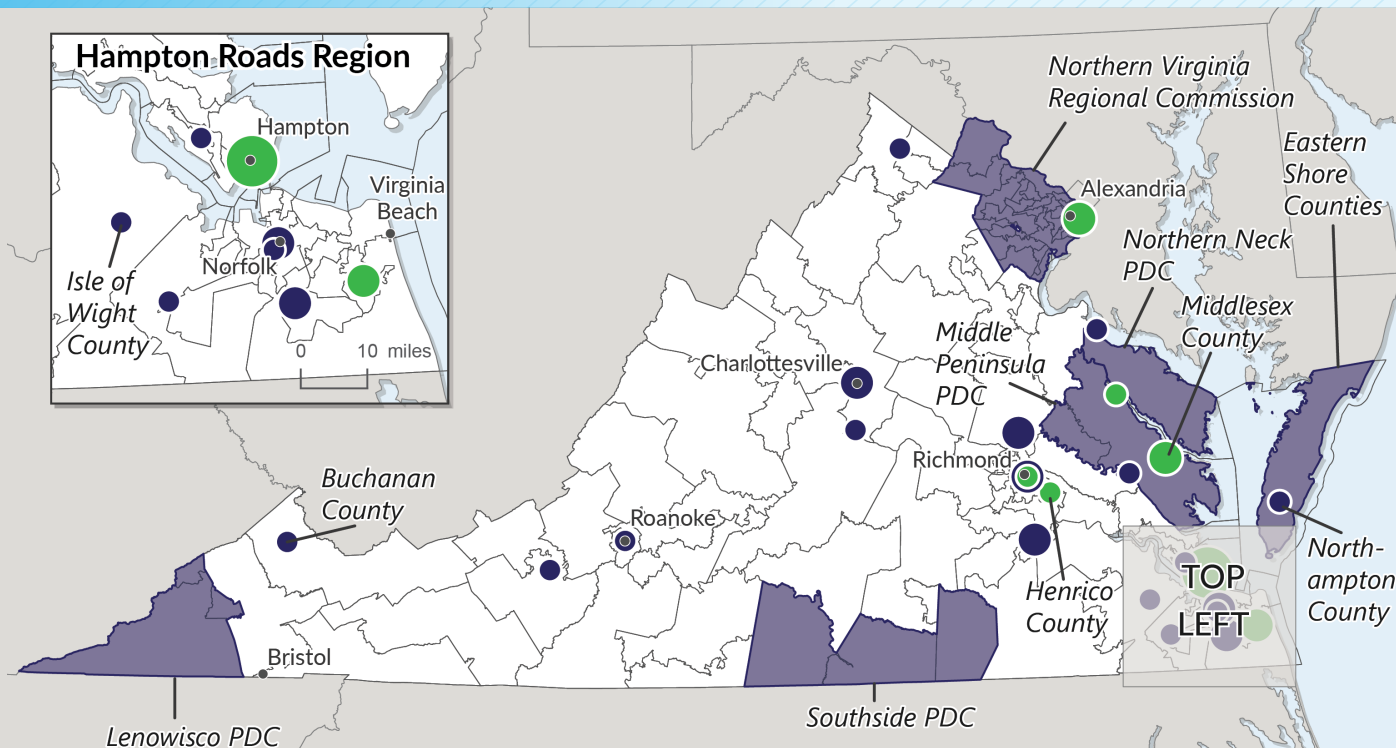 Hampton Roads Region
Hampton
Virginia
Beach
Norfolk
Isle of
Wight
County
0 10 miles
Northern Virginia
Regional Commission
Eastern
Shore
Counties
Alexandria
Northern Neck
PDC
Middlesex
County
Middle
Peninsula
PDC
Charlottesville
Richmond
Buchanan
County
Roanoke
Henrico
County
North-
ampton
County
TOP
LEFT
Bristol
Lenowisco PDC
Southside PDC